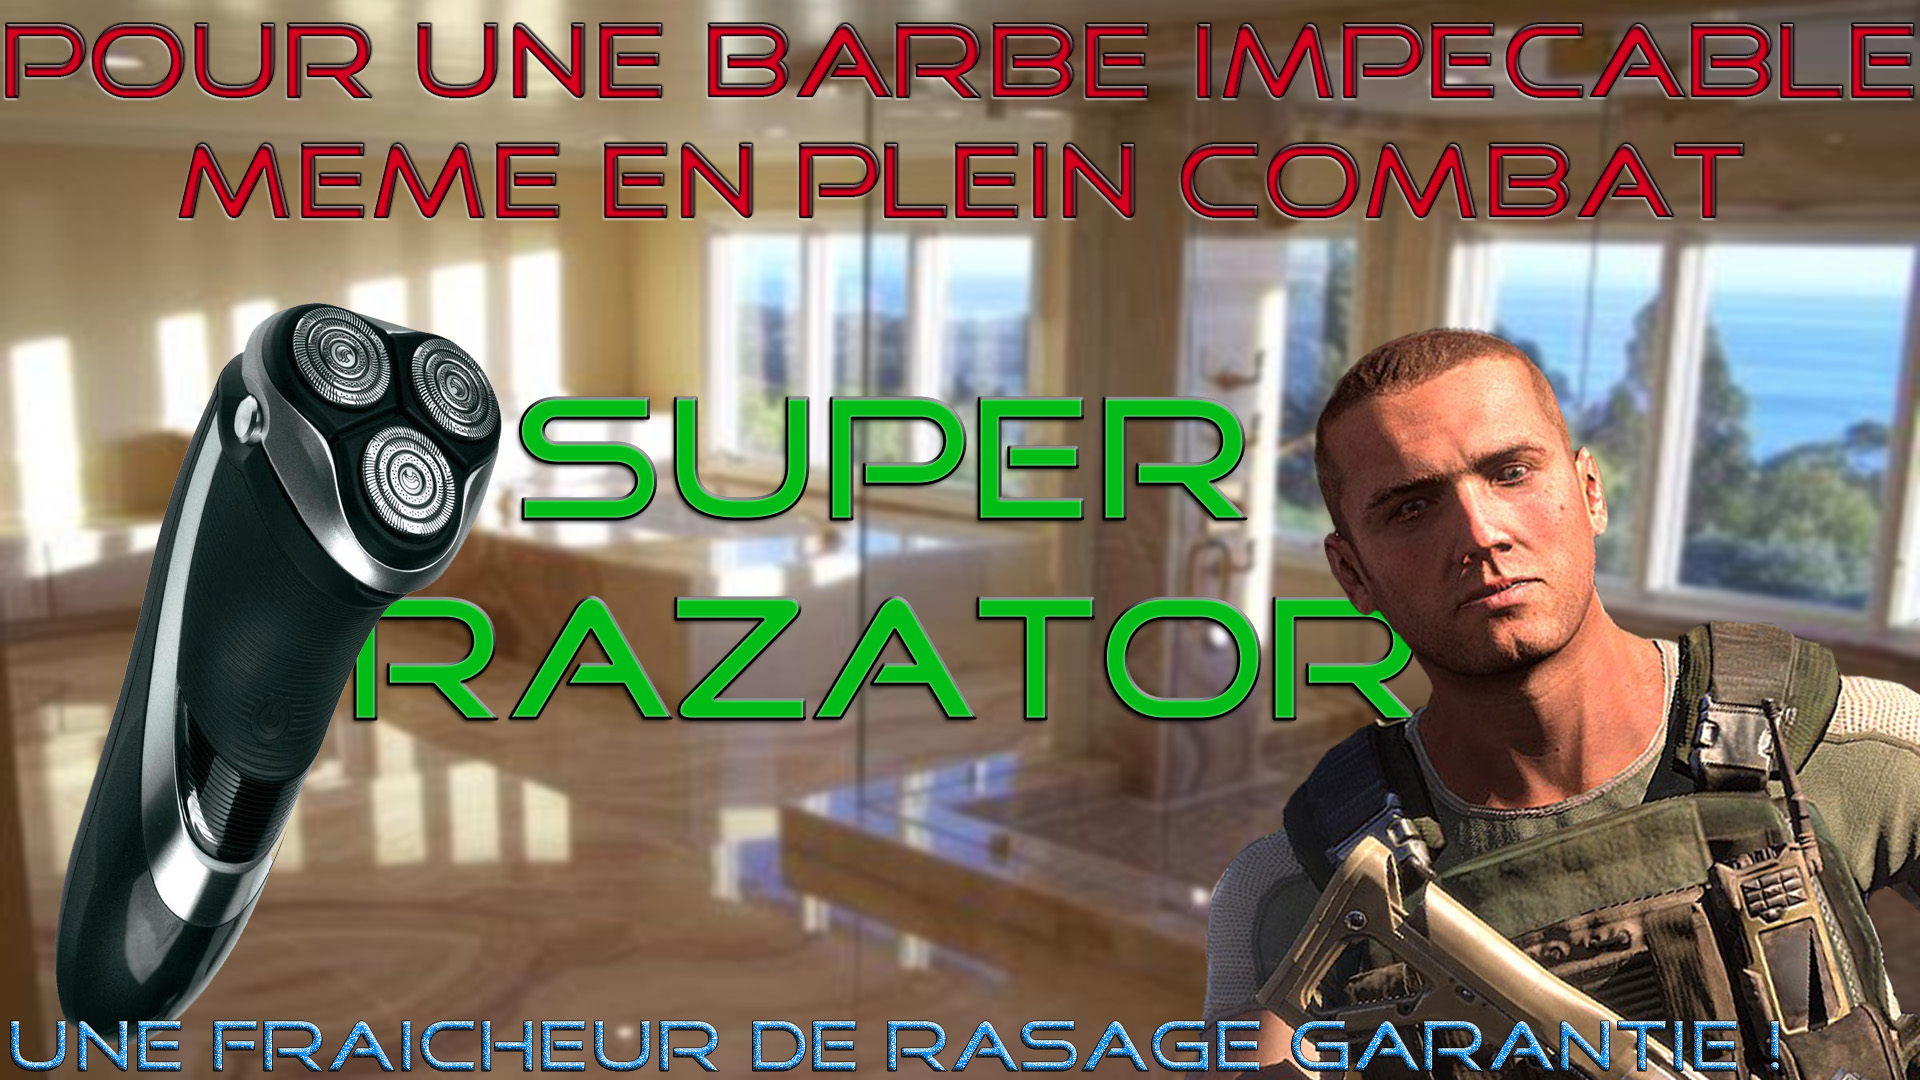 POUR UNE BARBE IMPECABLE
MEME EN PLEIN COMBAT
SUPER
RAZATOR
UNE FRAICHEUR DE RASAGE GARANTIE !